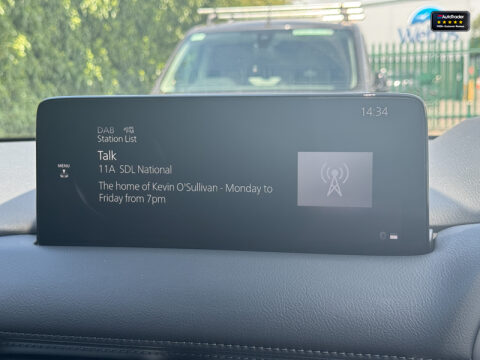 AutoTrader
14:34
DAB
Station List
MENU
Talk
11A SDL National
The home of Kevin O'Sullivan - Monday to
Friday from 7pm